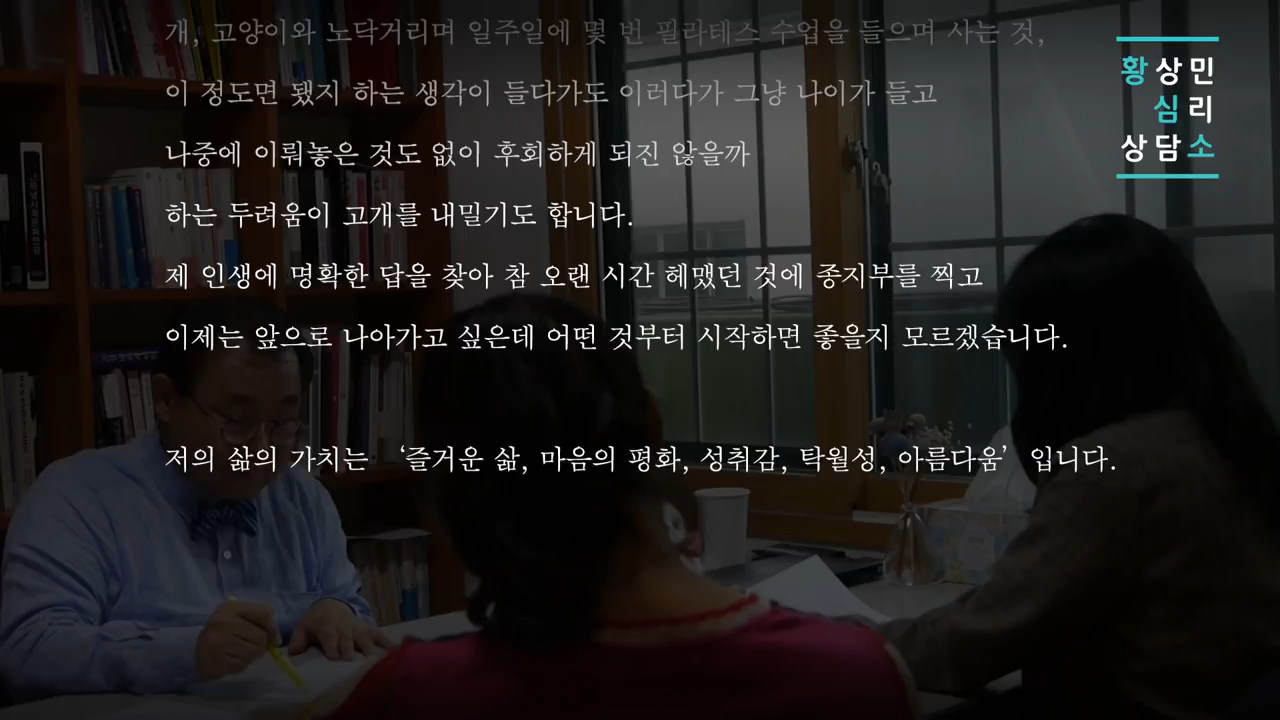 개, 고양이와 노닥거리며 일주일에 몇 번 필라테스 수업을 들으며 사는 것,
이 정도면 됐지 하는 생각이 들다가도 이러다가 그냥 나이가 들고
나중에 이뤄놓은 것도 없이 후회하게 되진 않을까
하는 두려움이 고개를 내밀기도 합니다.
제 인생에 명확한 답을 찾아 참 오랜 시간 헤맸던 것에 종지부를 찍고
이제는 앞으로 나아가고 싶은데 어떤 것부터 시작하면 좋을지 모르겠습니다.
저의 삶의 가치는 ‘즐거운 삶, 마음의 평화, 성취감, 탁월성, 아름다움’ 입니다.
황상민
심리
상담소